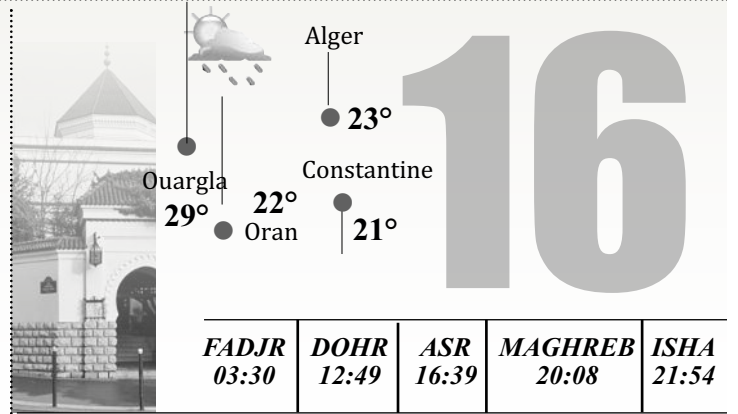 Alger
23°
16
Ouargla
29°
Constantine
22°
Oran
21°
FADJR DOHR ASR MAGHREB ISHA
03:30 12:49 16:39 20:08 21:54